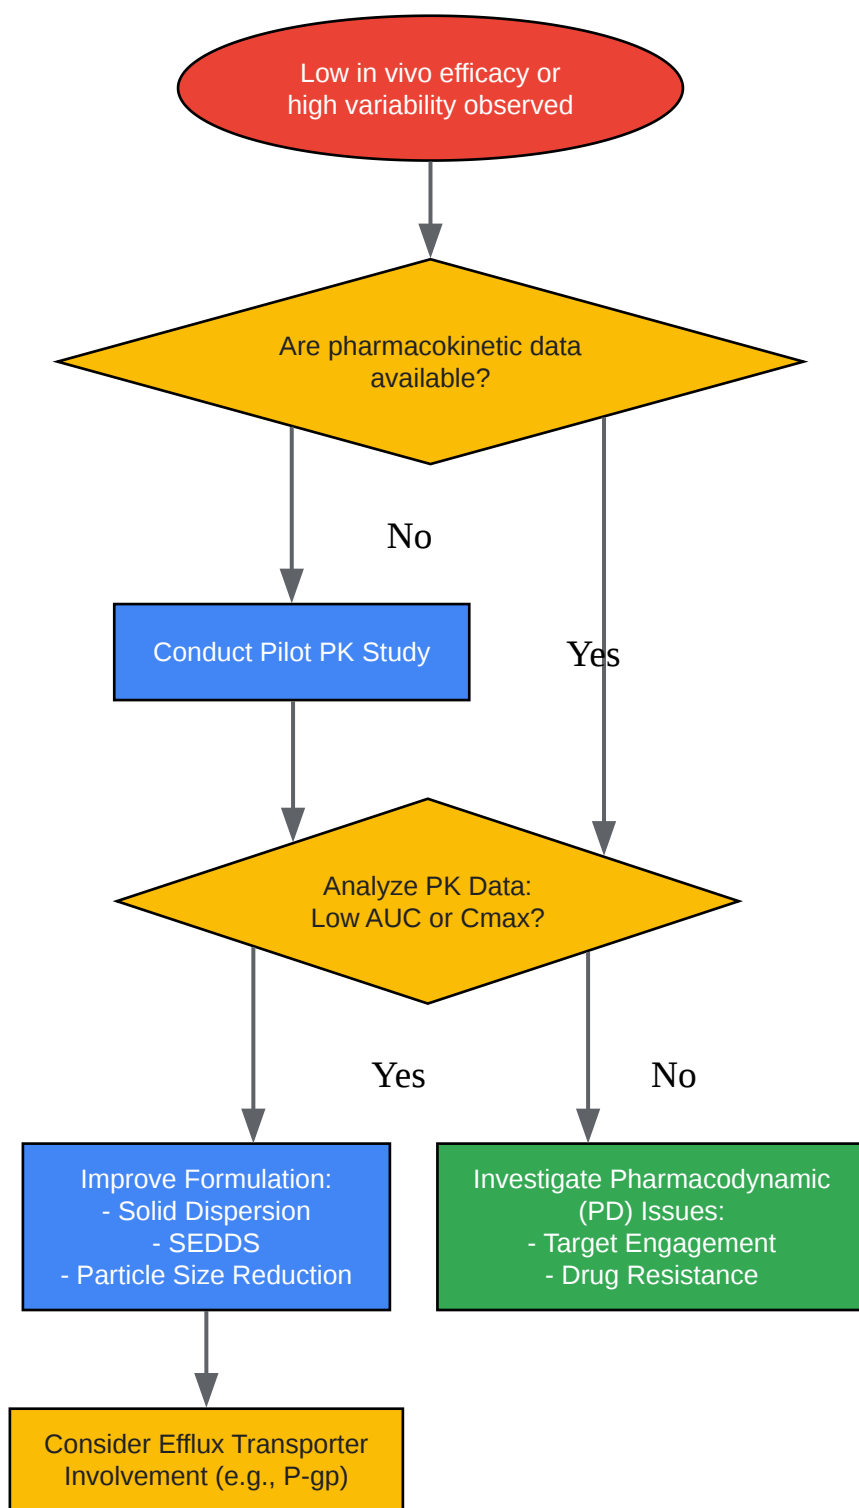 Low in vivo efficacy or
high variability observed
Are pharmacokinetic data
available?
No
Conduct Pilot PK Study
Yes
Analyze PK Data:
Low AUC or Cmax?
Yes
No
Improve Formulation:
- Solid Dispersion
- SEDDS
- Particle Size Reduction
Investigate Pharmacodynamic
(PD) Issues:
- Target Engagement
- Drug Resistance
Consider Efflux Transporter
Involvement (e.g., P-gp)